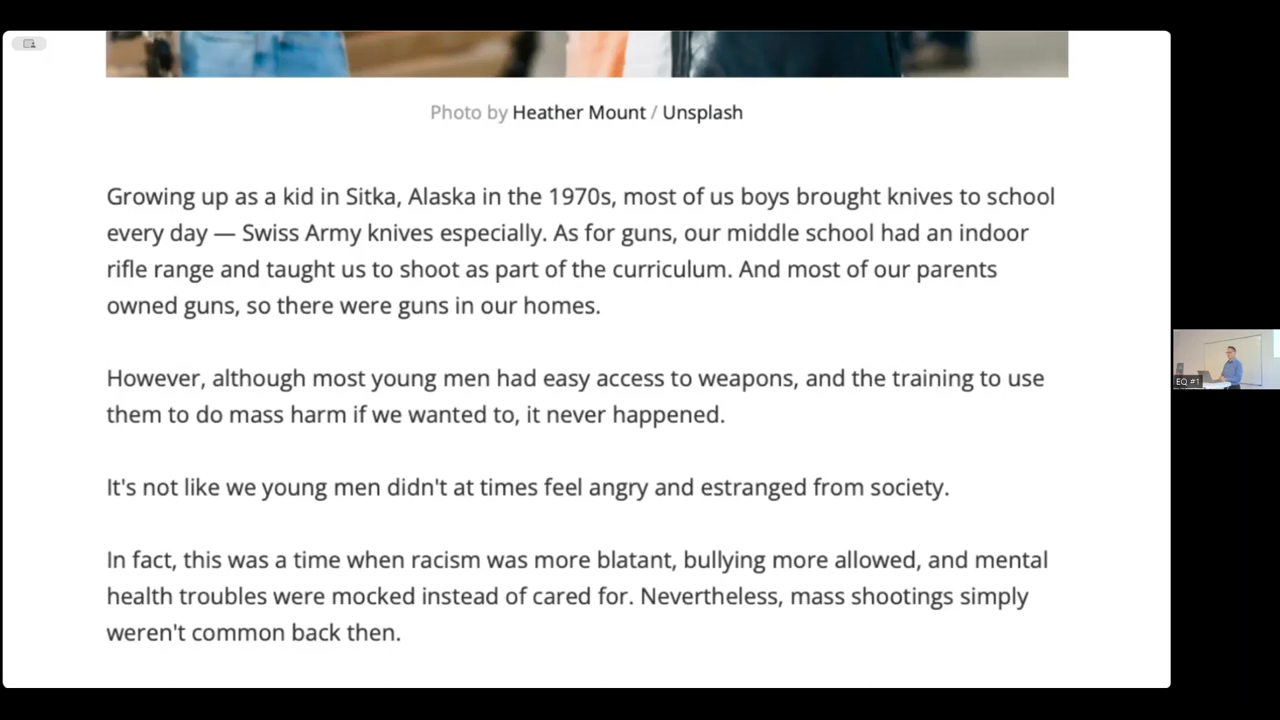 Photo by Heather Mount / Unsplash
Growing up as a kid in Sitka, Alaska in the 1970s, most of us boys brought knives to school
every day — Swiss Army knives especially. As for guns, our middle school had an indoor
rifle range and taught us to shoot as part of the curriculum. And most of our parents
owned guns, so there were guns in our homes.
However, although most young men had easy access to weapons, and the training to use
them to do mass harm if we wanted to, it never happened.
It's not like we young men didn't at times feel angry and estranged from society.
In fact, this was a time when racism was more blatant, bullying more allowed, and mental
health troubles were mocked instead of cared for. Nevertheless, mass shootings simply
weren't common back then.
EQ #1